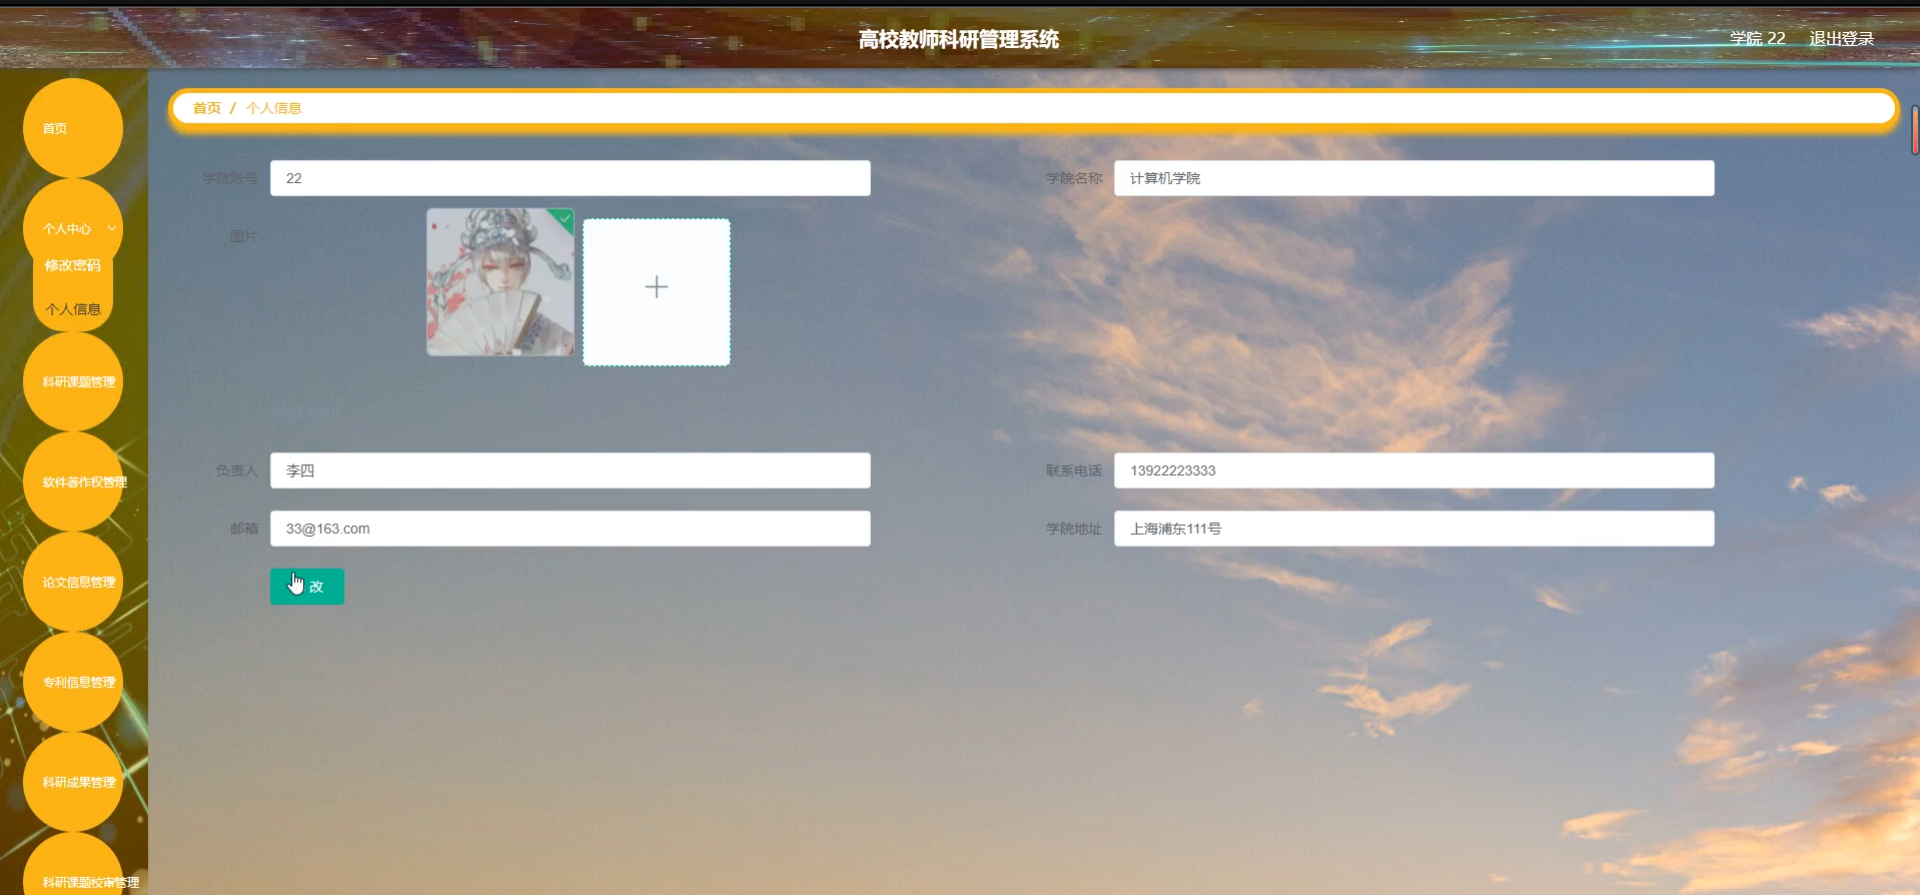 高校教师科研管理系统
学院 22 退出登录
首页 / 个人信息
首页
个人中心
修改密码
个人信息
科研课题管理
软件著作权管理
论文信息管理
专利信息管理
科研成果管理
科研课题校审管理
学院账号 22
学院名称 计算机学院
图片
负责人 李四
联系电话 13922223333
邮箱 33@163.com
学院地址 上海浦东111号
改